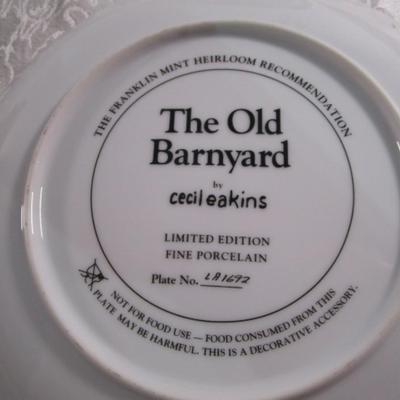 THE FRANKLIN MINT HEIRLOOM RECOMMENDATION
The Old
Barnyard
by
cecil eakins
LIMITED EDITION
FINE PORCELAIN
Plate No. LA1692
NOT FOR FOOD USE — FOOD CONSUMED FROM THIS
PLATE MAY BE HARMFUL. THIS IS A DECORATIVE ACCESSORY.